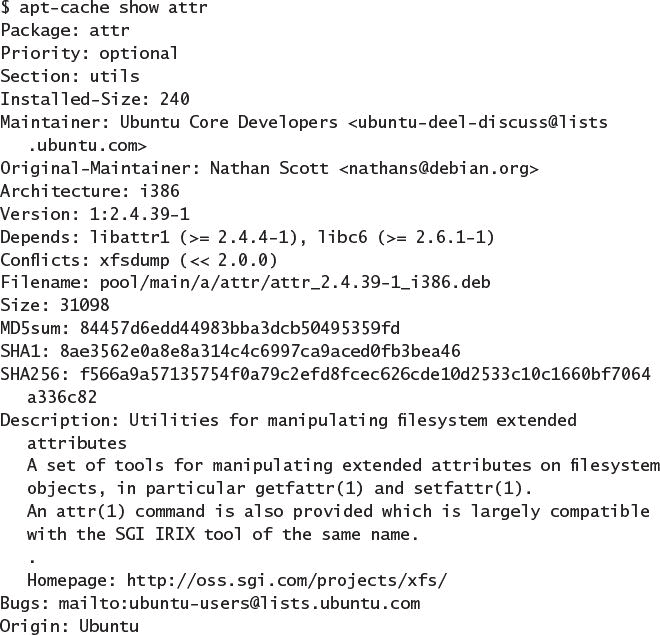 $ apt-cache show attr
Package: attr
Priority: optional
Section: utils
Installed-Size: 240
Maintainer: Ubuntu Core Developers <ubuntu-deel-discuss@lists
.ubuntu.com>
Original-Maintainer: Nathan Scott <nathans@debian.org>
Architecture: i386
Version: 1:2.4.39-1
Depends: libattr1 (>= 2.4.4-1), libc6 (>= 2.6.1-1)
Conflicts: xfsdump (<< 2.0.0)
Filename: pool/main/a/attr/attr_2.4.39-1_i386.deb
Size: 31098
MD5sum: 84457d6edd44983bba3dcb50495359fd
SHA1: 8ae3562e0a8e8a314c4c6997ca9aced0fb3bea46
SHA256: f566a9a57135754f0a79c2efd8fcec626cde10d2533c10c1660bf7064
a336c82
Description: Utilities for manipulating filesystem extended
attributes
A set of tools for manipulating extended attributes on filesystem
objects, in particular getfattr(1) and setfattr(1).
An attr(1) command is also provided which is largely compatible
with the SGI IRIX tool of the same name.
.
Homepage: http://oss.sgi.com/projects/xfs/
Bugs: mailto:ubuntu-users@lists.ubuntu.com
Origin: Ubuntu